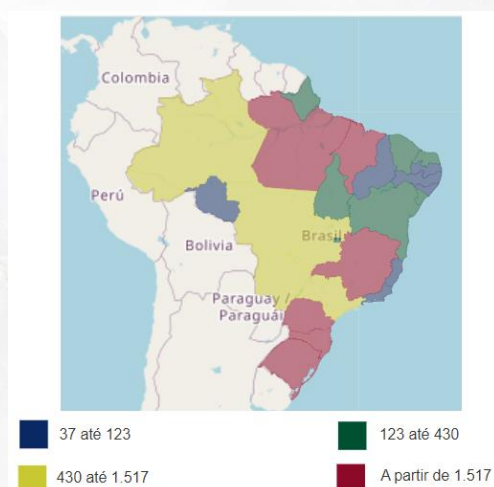 Colombia
Perú
Brasil
Bolivia
Paraguay /
Paraguái
37 até 123
123 até 430
430 até 1.517
A partir de 1.517